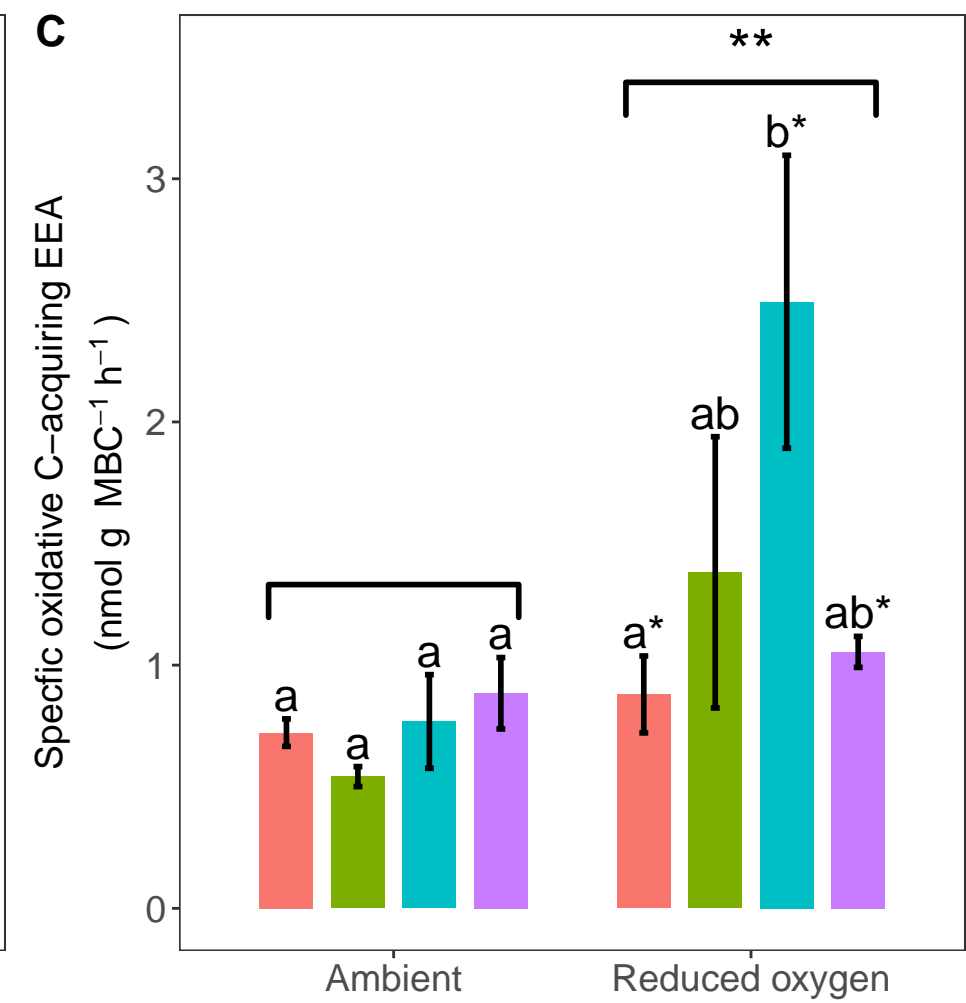 C
**
b*
3
ab
2
a*
ab*
a
a
a
a
1
0
Specfic oxidative C−acquiring EEA
(nmol g MBC⁻¹ h⁻¹ )
Ambient
Reduced oxygen